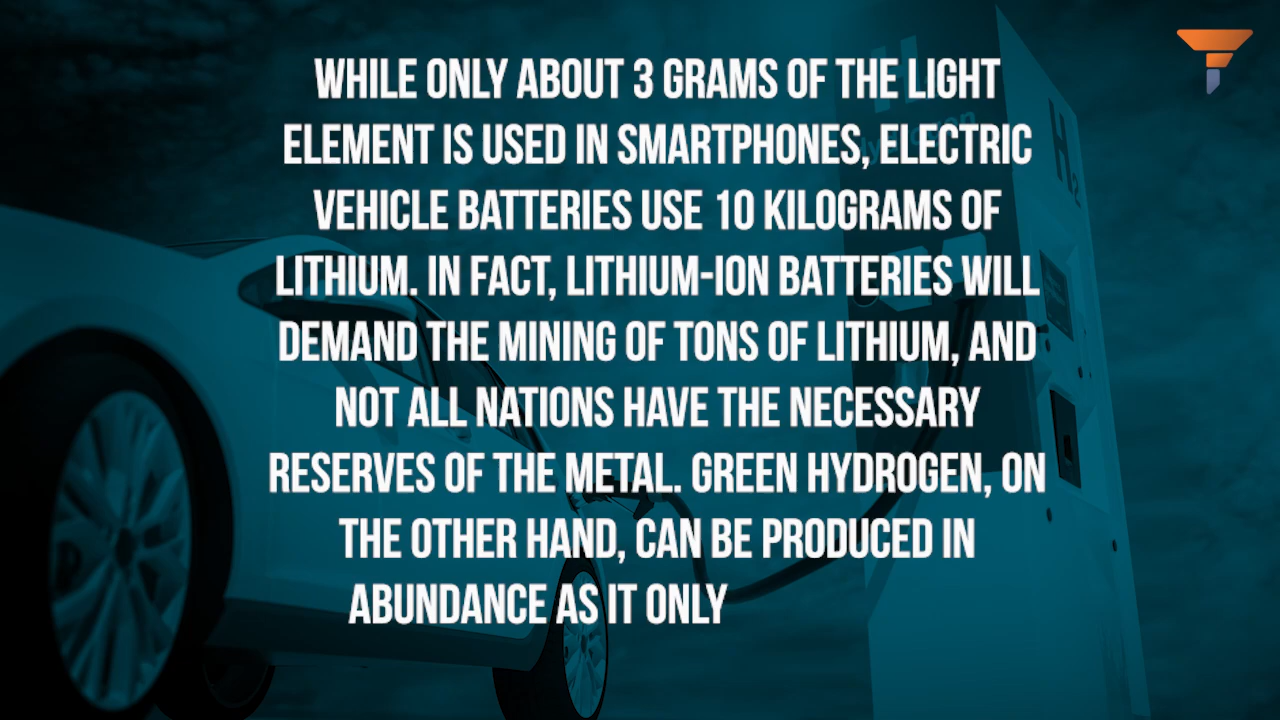 WHILE ONLY ABOUT 3 GRAMS OF THE LIGHT
ELEMENT IS USED IN SMARTPHONES, ELECTRIC
VEHICLE BATTERIES USE 10 KILOGRAMS OF
LITHIUM. IN FACT, LITHIUM-ION BATTERIES WILL
DEMAND THE MINING OF TONS OF LITHIUM, AND
NOT ALL NATIONS HAVE THE NECESSARY
RESERVES OF THE METAL. GREEN HYDROGEN, ON
THE OTHER HAND, CAN BE PRODUCED IN
ABUNDANCE AS IT ONLY
H2